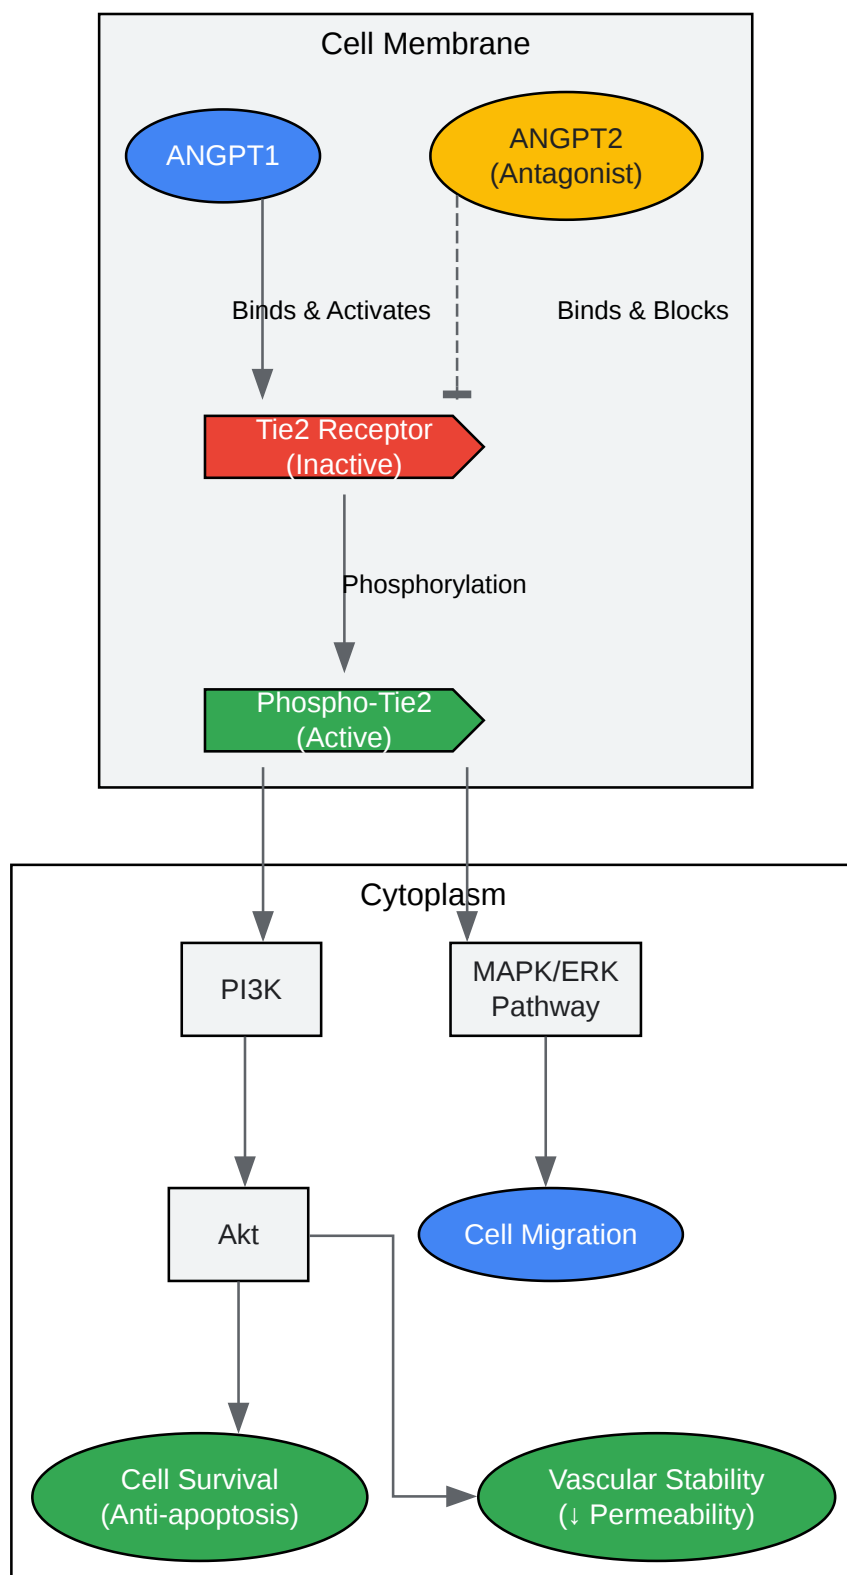 Cell Membrane
ANGPT1
ANGPT2
(Antagonist)
Binds & Activates
Binds & Blocks
Tie2 Receptor
(Inactive)
Phosphorylation
Phospho-Tie2
(Active)
Cytoplasm
PI3K
MAPK/ERK
Pathway
Akt
Cell Migration
Cell Survival
(Anti-apoptosis)
Vascular Stability
(↓ Permeability)